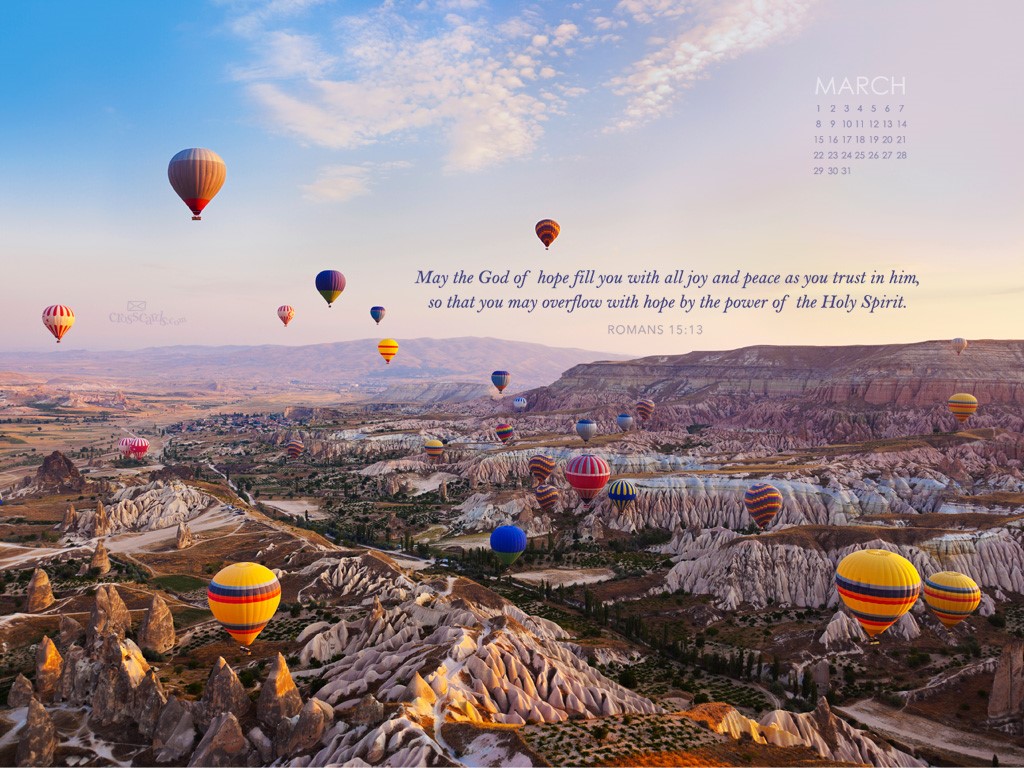 MARCH
1 2 3 4 5 6 7
8 9 10 11 12 13 14
15 16 17 18 19 20 21
22 23 24 25 26 27 28
29 30 31
May the God of hope fill you with all joy and peace as you trust in him,
so that you may overflow with hope by the power of the Holy Spirit.
ROMANS 15:13
crosscards.com